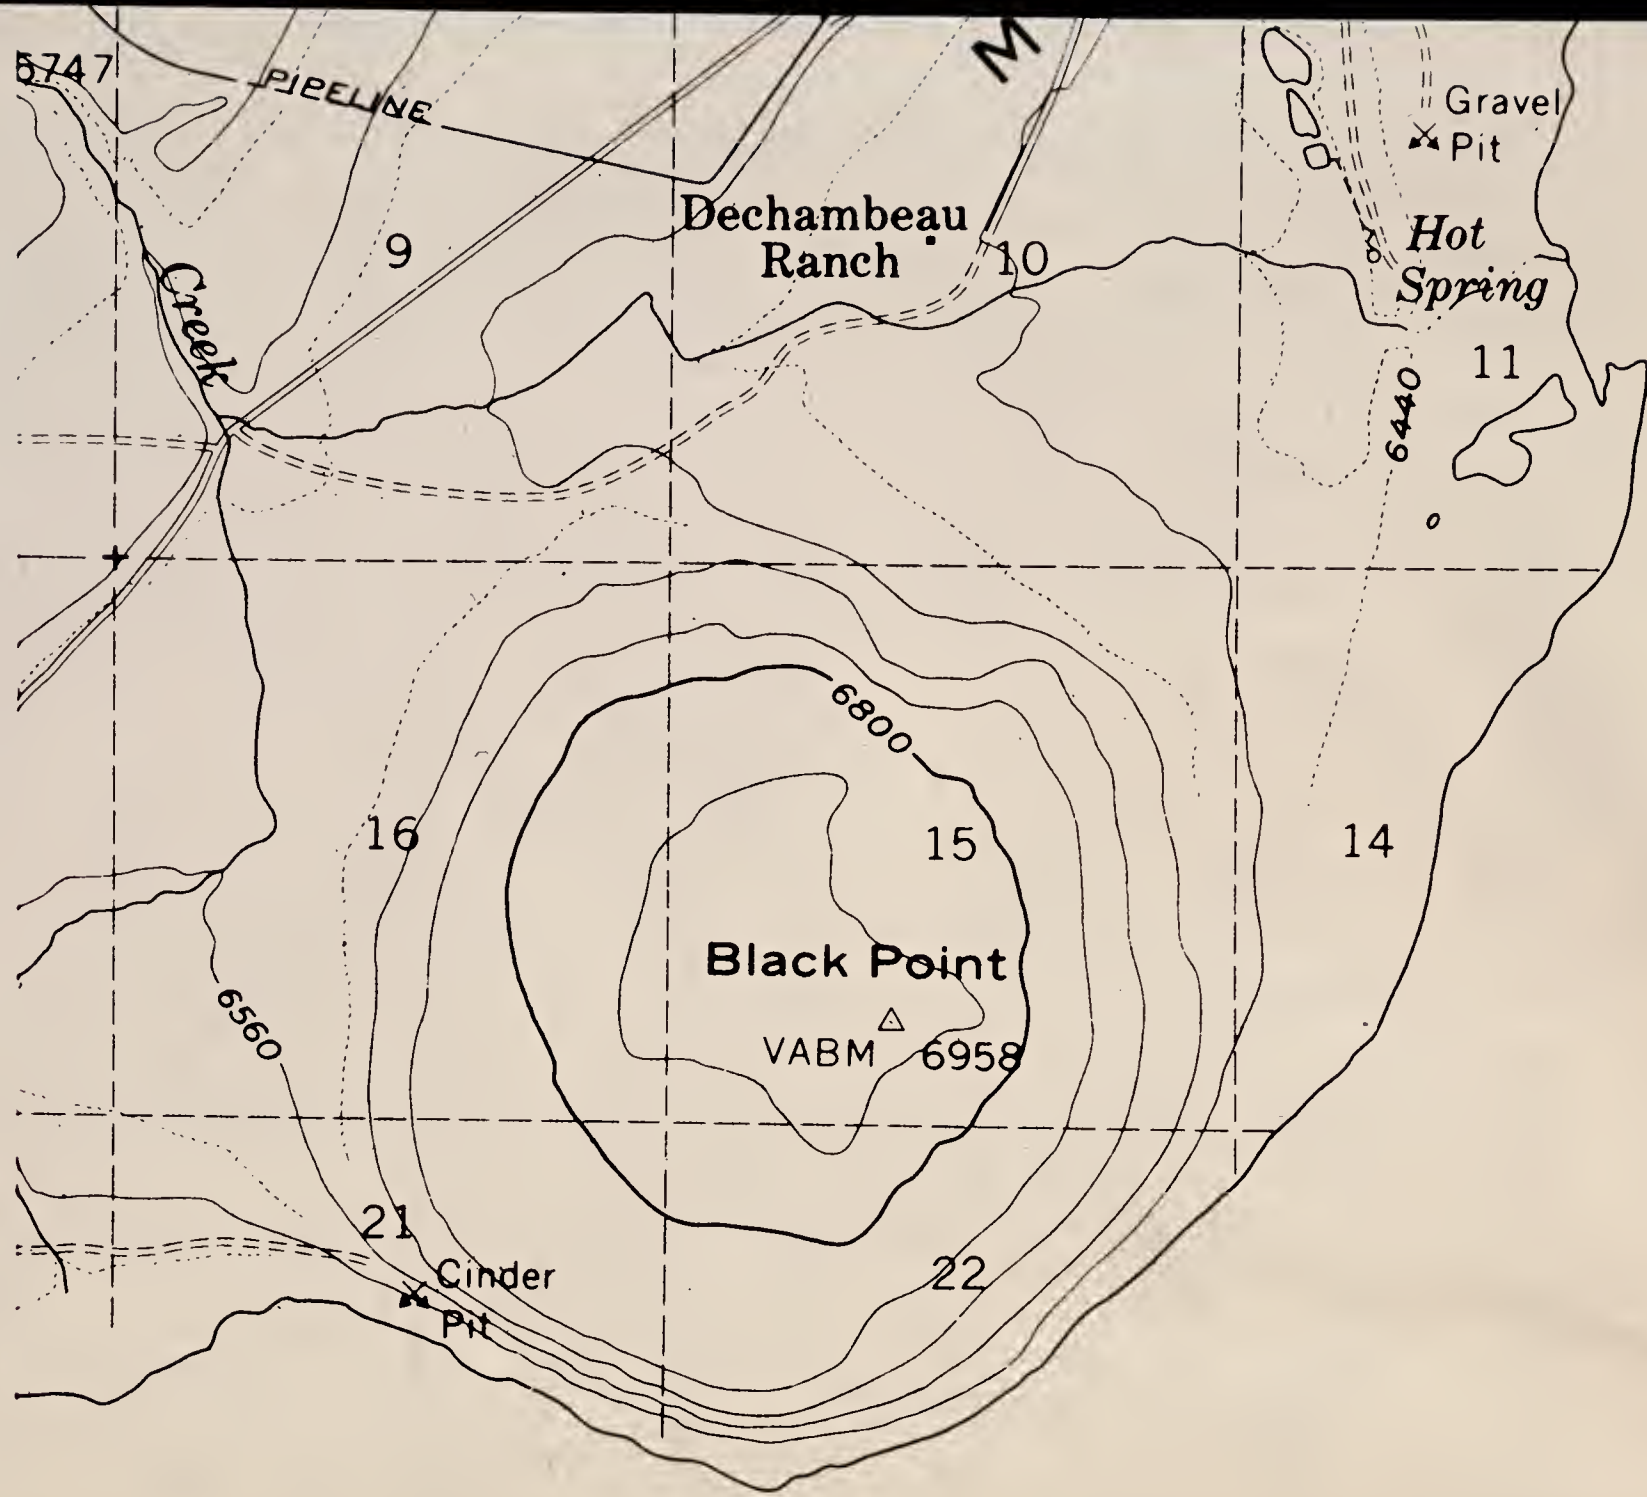 M
5747
PIPELINE
Gravel
Pit
Dechambeau
Ranch
9
10
Hot
Spring
Creek
11
6440
6800
16
15
14
Black Point
6560
VABM 6958
21
22
Cinder
Pit